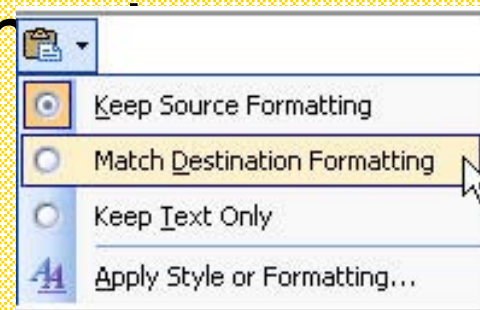 Keep Source Formatting
Match Destination Formatting
Keep Text Only
Apply Style or Formatting...